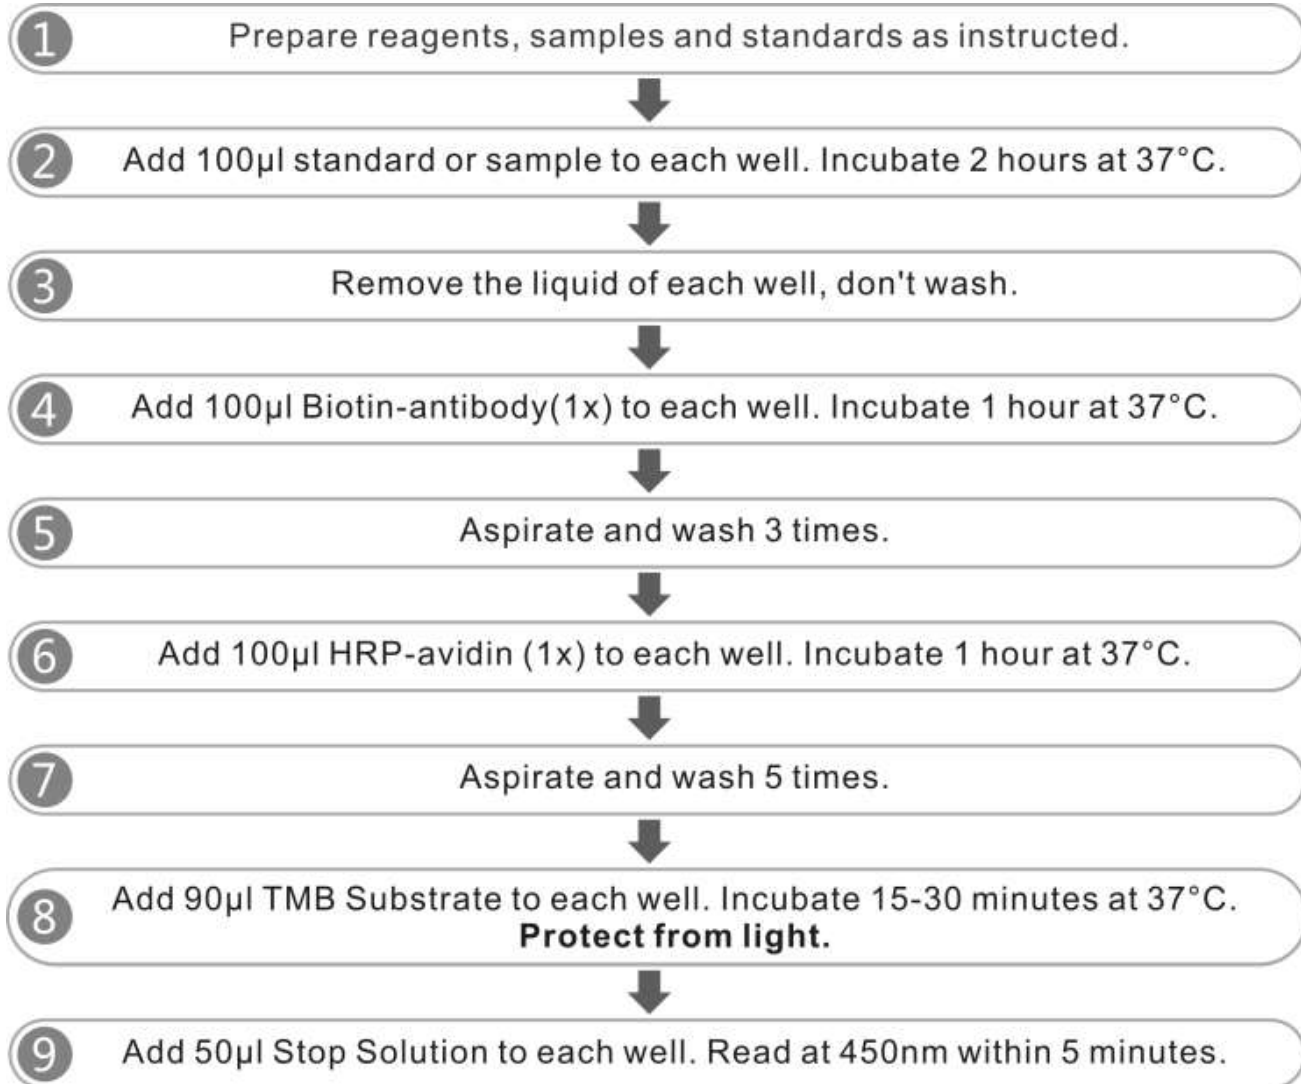 1 Prepare reagents, samples and standards as instructed.
2 Add 100µl standard or sample to each well. Incubate 2 hours at 37°C.
3 Remove the liquid of each well, don't wash.
4 Add 100µl Biotin-antibody(1x) to each well. Incubate 1 hour at 37°C.
5 Aspirate and wash 3 times.
6 Add 100µl HRP-avidin (1x) to each well. Incubate 1 hour at 37°C.
7 Aspirate and wash 5 times.
8 Add 90µl TMB Substrate to each well. Incubate 15-30 minutes at 37°C.
Protect from light.
9 Add 50µl Stop Solution to each well. Read at 450nm within 5 minutes.